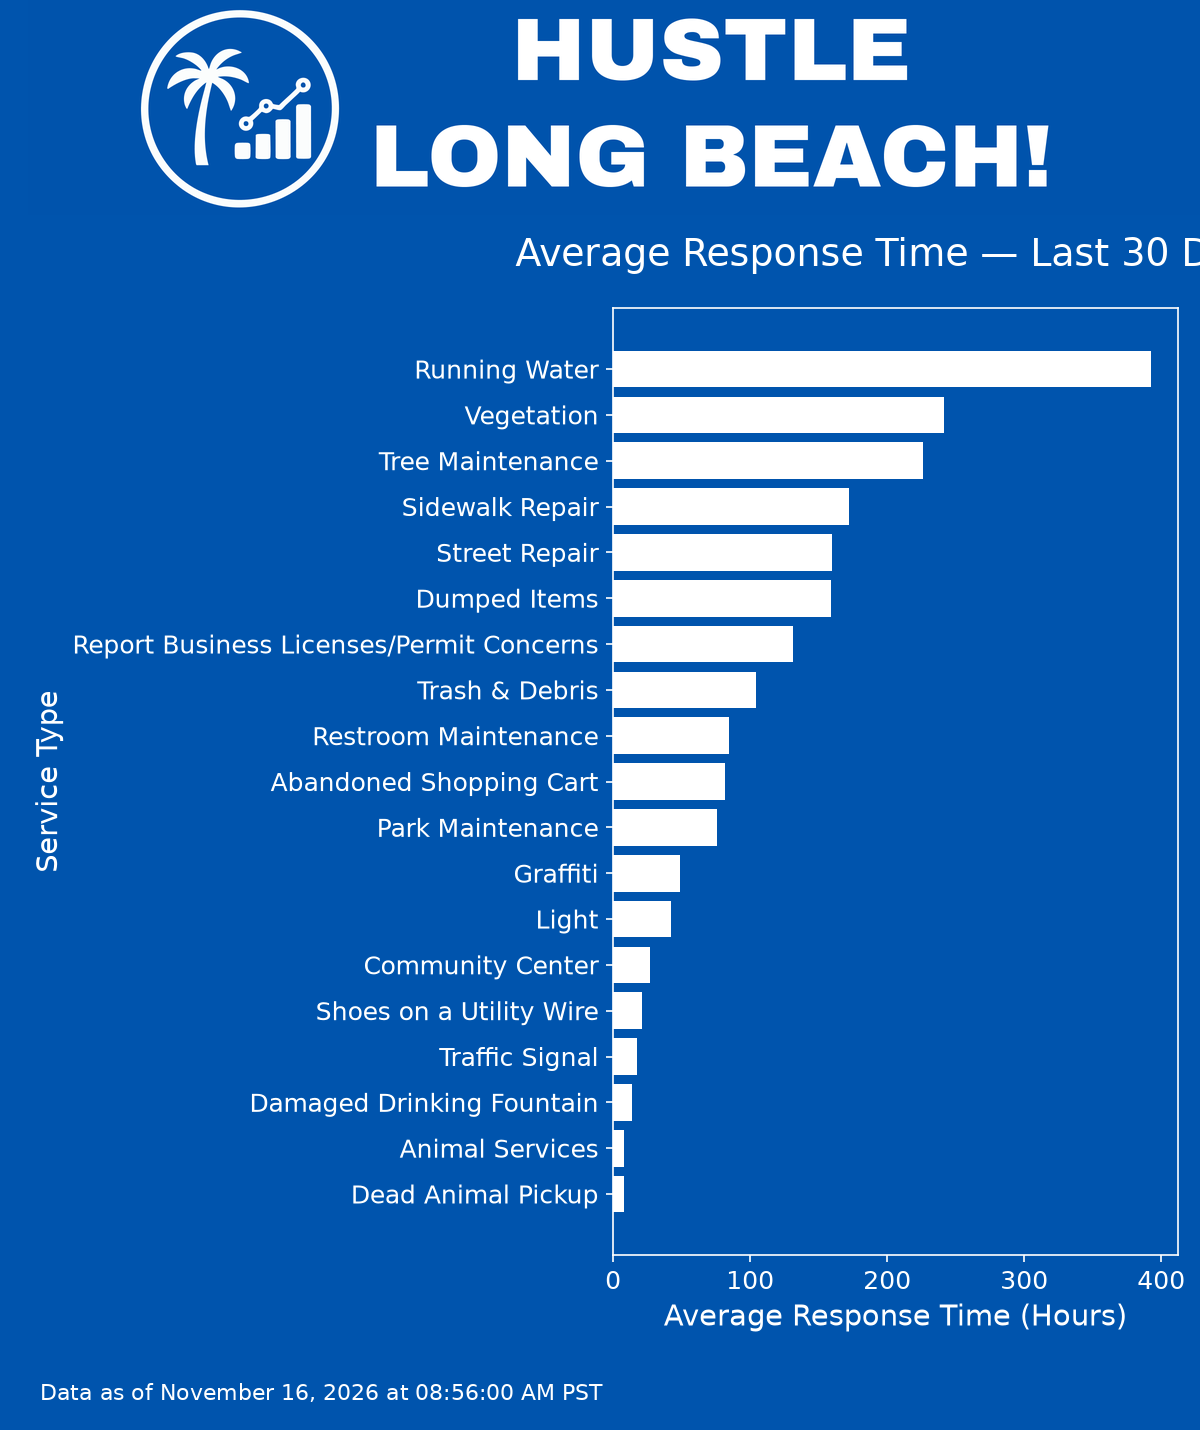 HUSTLE
LONG BEACH!
Average Response Time — Last 30
Running Water
Vegetation
Tree Maintenance
Sidewalk Repair
Street Repair
Dumped Items
Report Business Licenses/Permit Concerns
Trash & Debris
Restroom Maintenance
Abandoned Shopping Cart
Park Maintenance
Graffiti
Light
Community Center
Shoes on a Utility Wire
Traffic Signal
Damaged Drinking Fountain
Animal Services
Dead Animal Pickup
Service Type
0 100 200 300 400
Average Response Time (Hours)
Data as of November 16, 2026 at 08:56:00 AM PST